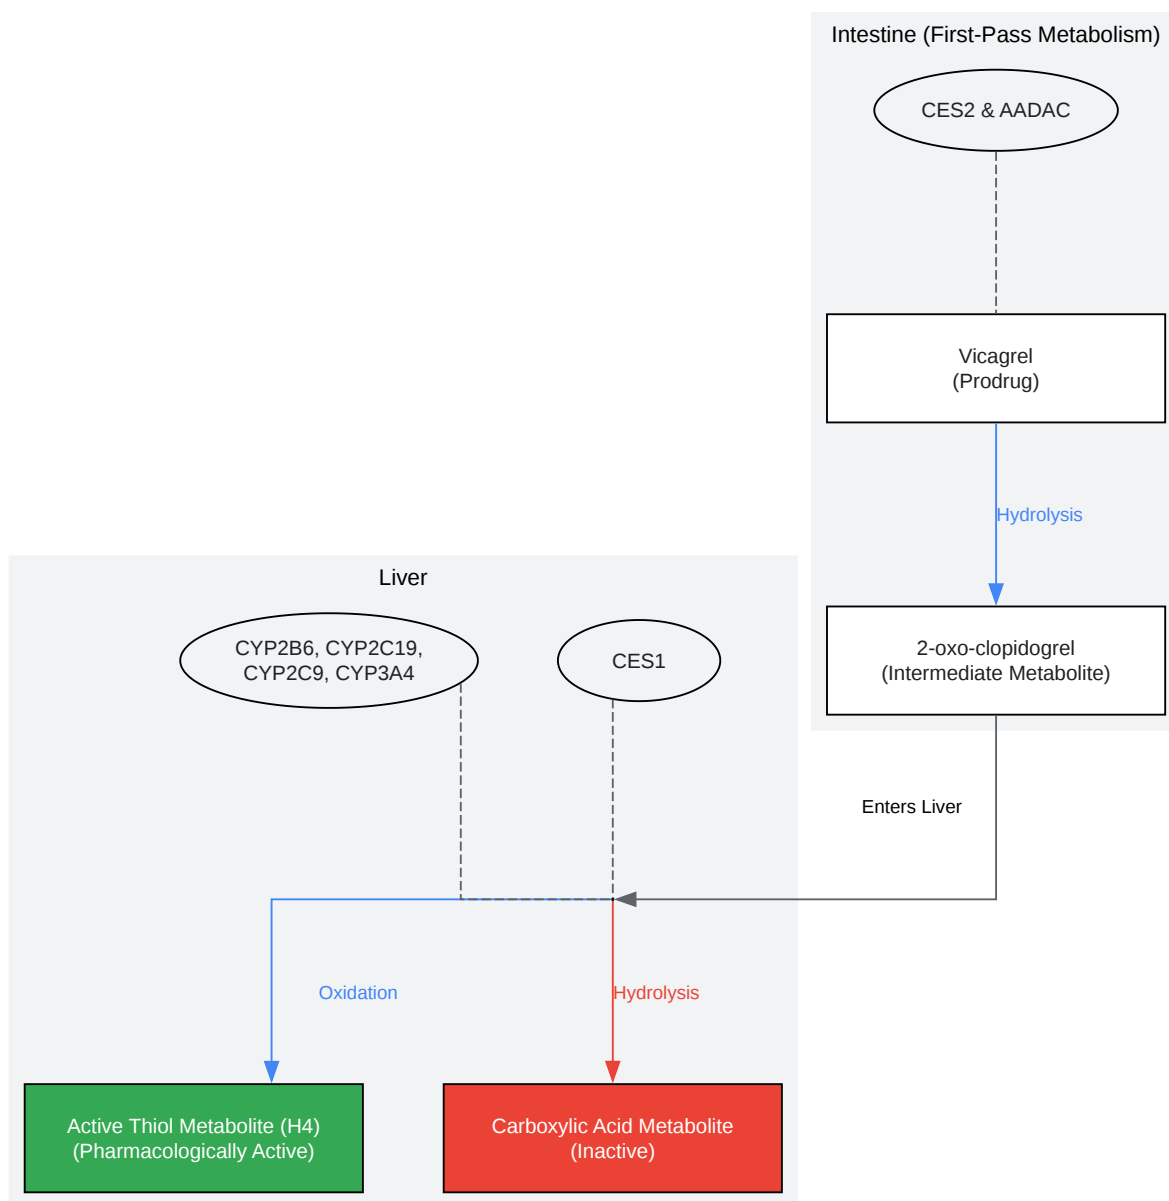 Intestine (First-Pass Metabolism)
CES2 & AADAC
Vicagrel
(Prodrug)
Hydrolysis
2-oxo-clopidogrel
(Intermediate Metabolite)
Enters Liver
Liver
CYP2B6, CYP2C19,
CYP2C9, CYP3A4
CES1
Oxidation
Hydrolysis
Active Thiol Metabolite (H4)
(Pharmacologically Active)
Carboxylic Acid Metabolite
(Inactive)